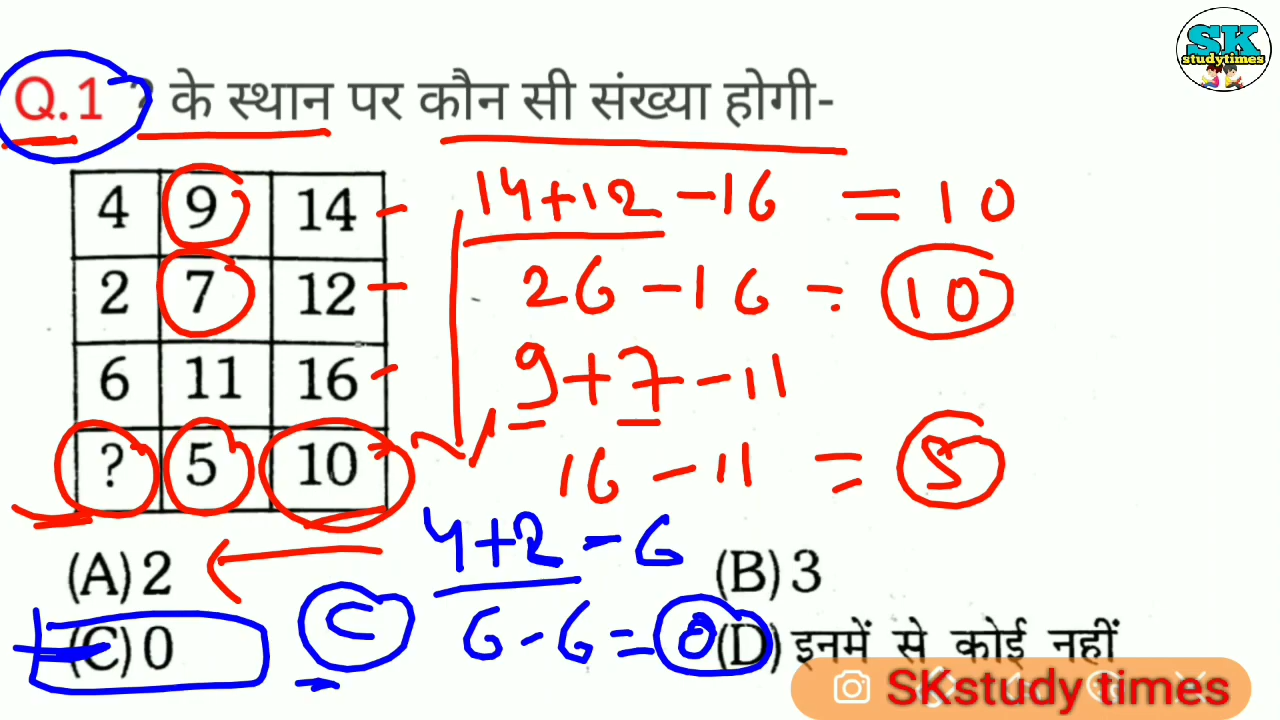 SK
studytimes
Q.1 ? के स्थान पर कौन सी संख्या होगी-
4 9 14
2 7 12
6 11 16
? 5 10
14+12 - 16 = 10
26 - 16 = 10
9+7 - 11
16 - 11 = 5
4+2 - 6
6 - 6 = 0
C
(A) 2
(B) 3
(C) 0
(D) इनमें से कोई नहीं
SKstudy times